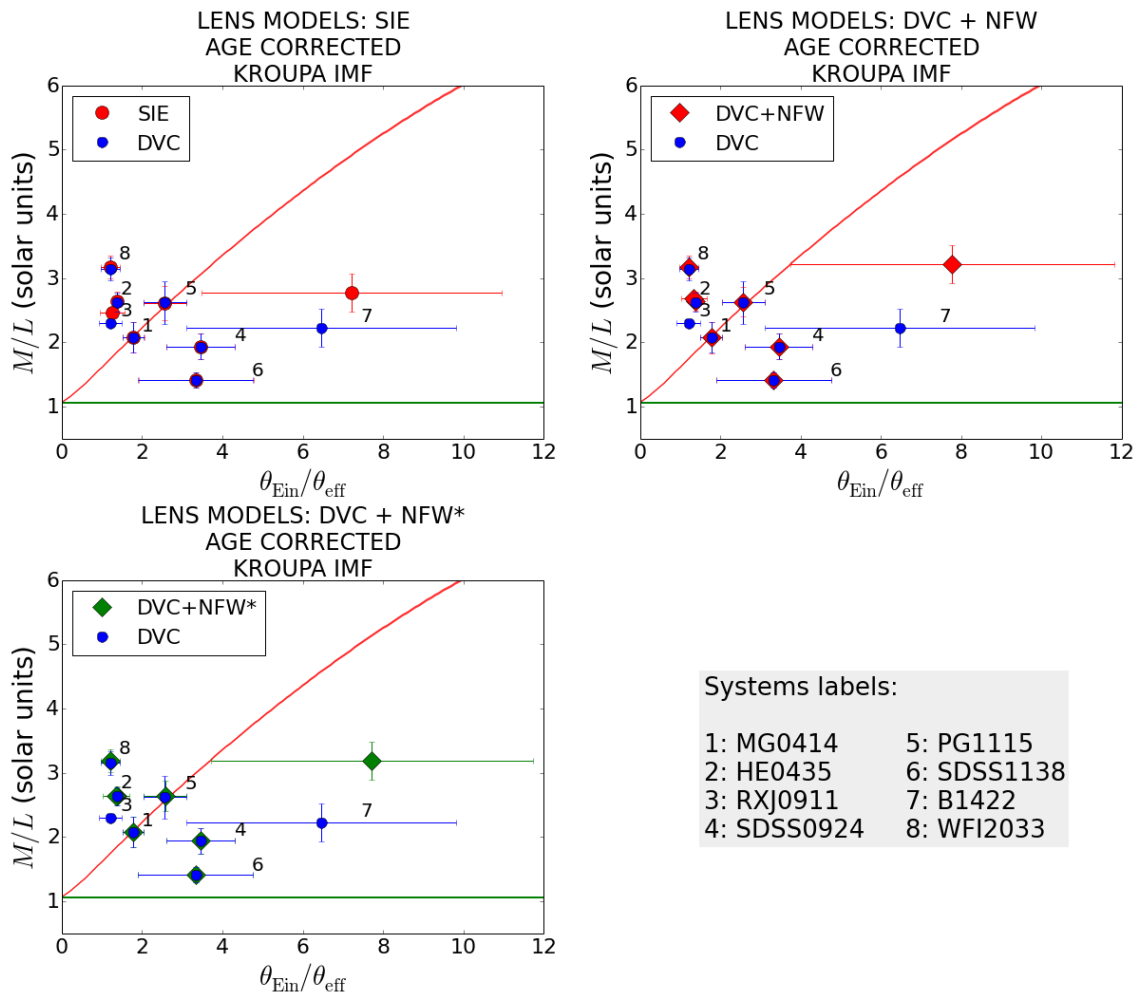 LENS MODELS: SIE
AGE CORRECTED
KROUPA IMF
6
5
4
3
2
1
M/L (solar units)
SIE
DVC
8
2
3
1
5
4
6
7
0 2 4 6 8 10 12
θEin/θeff
LENS MODELS: DVC + NFW
AGE CORRECTED
KROUPA IMF
6
5
4
3
2
1
M/L (solar units)
DVC+NFW
DVC
8
2
3
1
5
4
6
7
0 2 4 6 8 10 12
θEin/θeff
LENS MODELS: DVC + NFW*
AGE CORRECTED
KROUPA IMF
6
5
4
3
2
1
M/L (solar units)
DVC+NFW*
DVC
8
2
3
1
5
4
6
7
0 2 4 6 8 10 12
θEin/θeff
Systems labels:
1: MG0414 5: PG1115
2: HE0435 6: SDSS1138
3: RXJ0911 7: B1422
4: SDSS0924 8: WFI2033